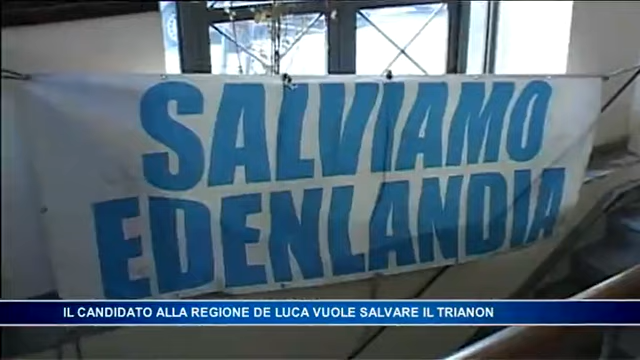 SALVIAMO
EDENLANDIA
IL CANDIDATO ALLA REGIONE DE LUCA VUOLE SALVARE IL TRIANON